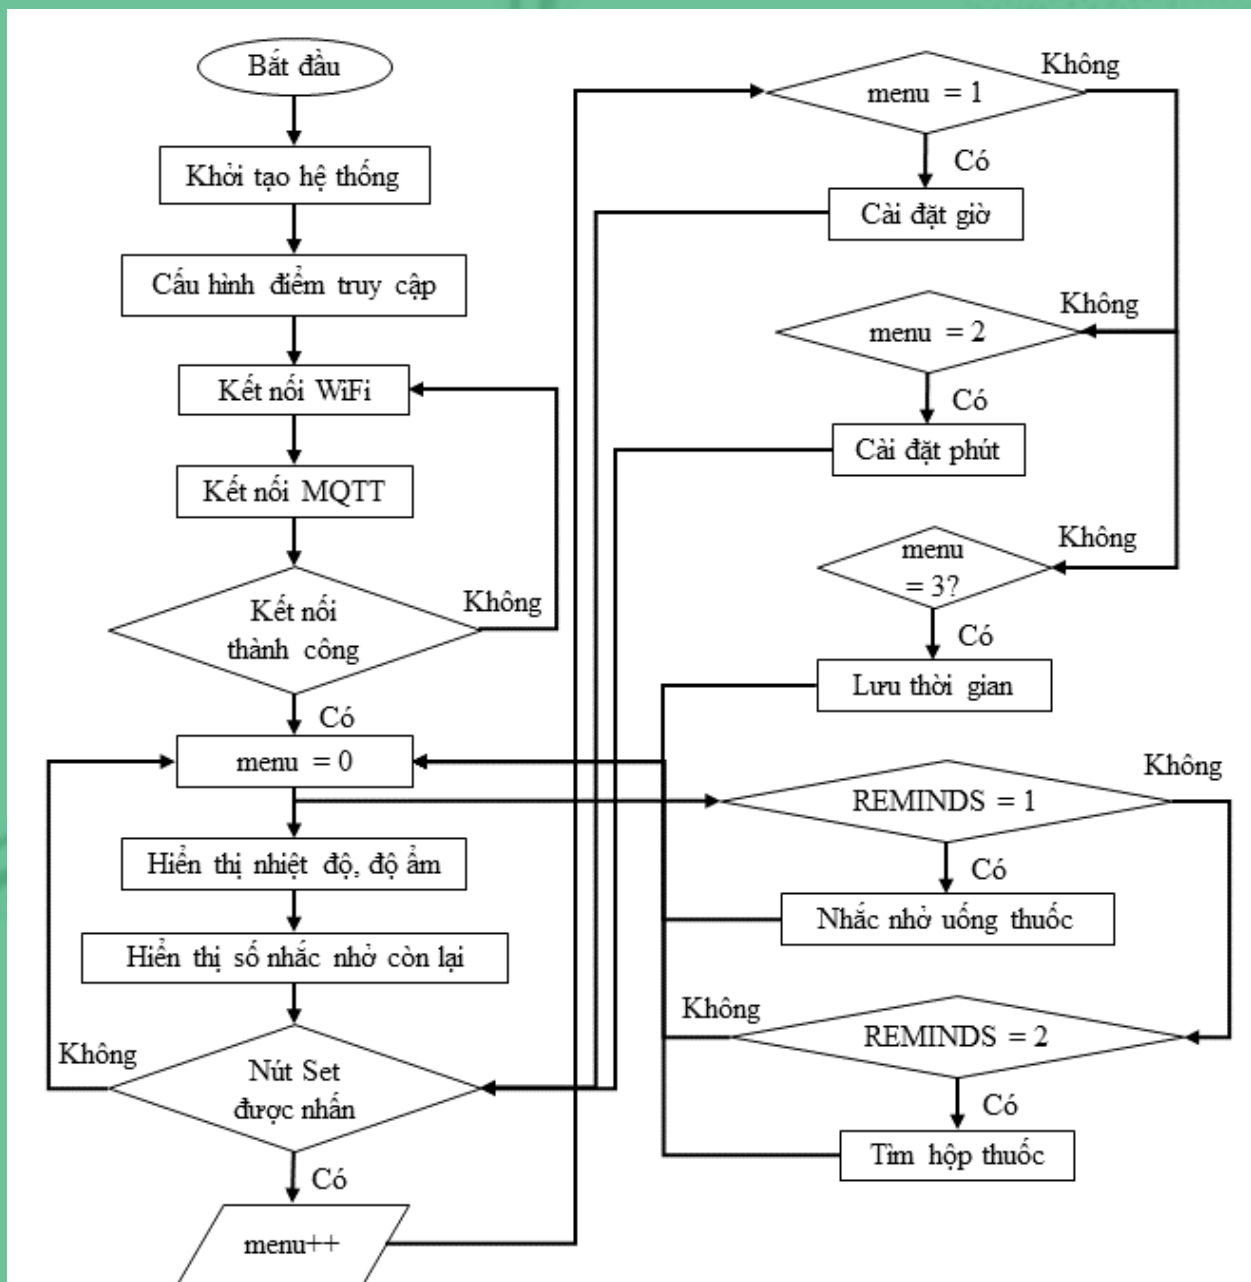 Bắt đầu
Khởi tạo hệ thống
Cấu hình điểm truy cập
Kết nối WiFi
Kết nối MQTT
Kết nối
thành công
Không
Có
menu = 0
Hiển thị nhiệt độ, độ ẩm
Hiển thị số nhắc nhở còn lại
Không
Nút Set
được nhấn
Có
menu++
menu = 1
Không
Có
Cài đặt giờ
menu = 2
Không
Có
Cài đặt phút
menu
= 3?
Không
Có
Lưu thời gian
REMINDS = 1
Không
Có
Nhắc nhở uống thuốc
Không
REMINDS = 2
Có
Tìm hộp thuốc